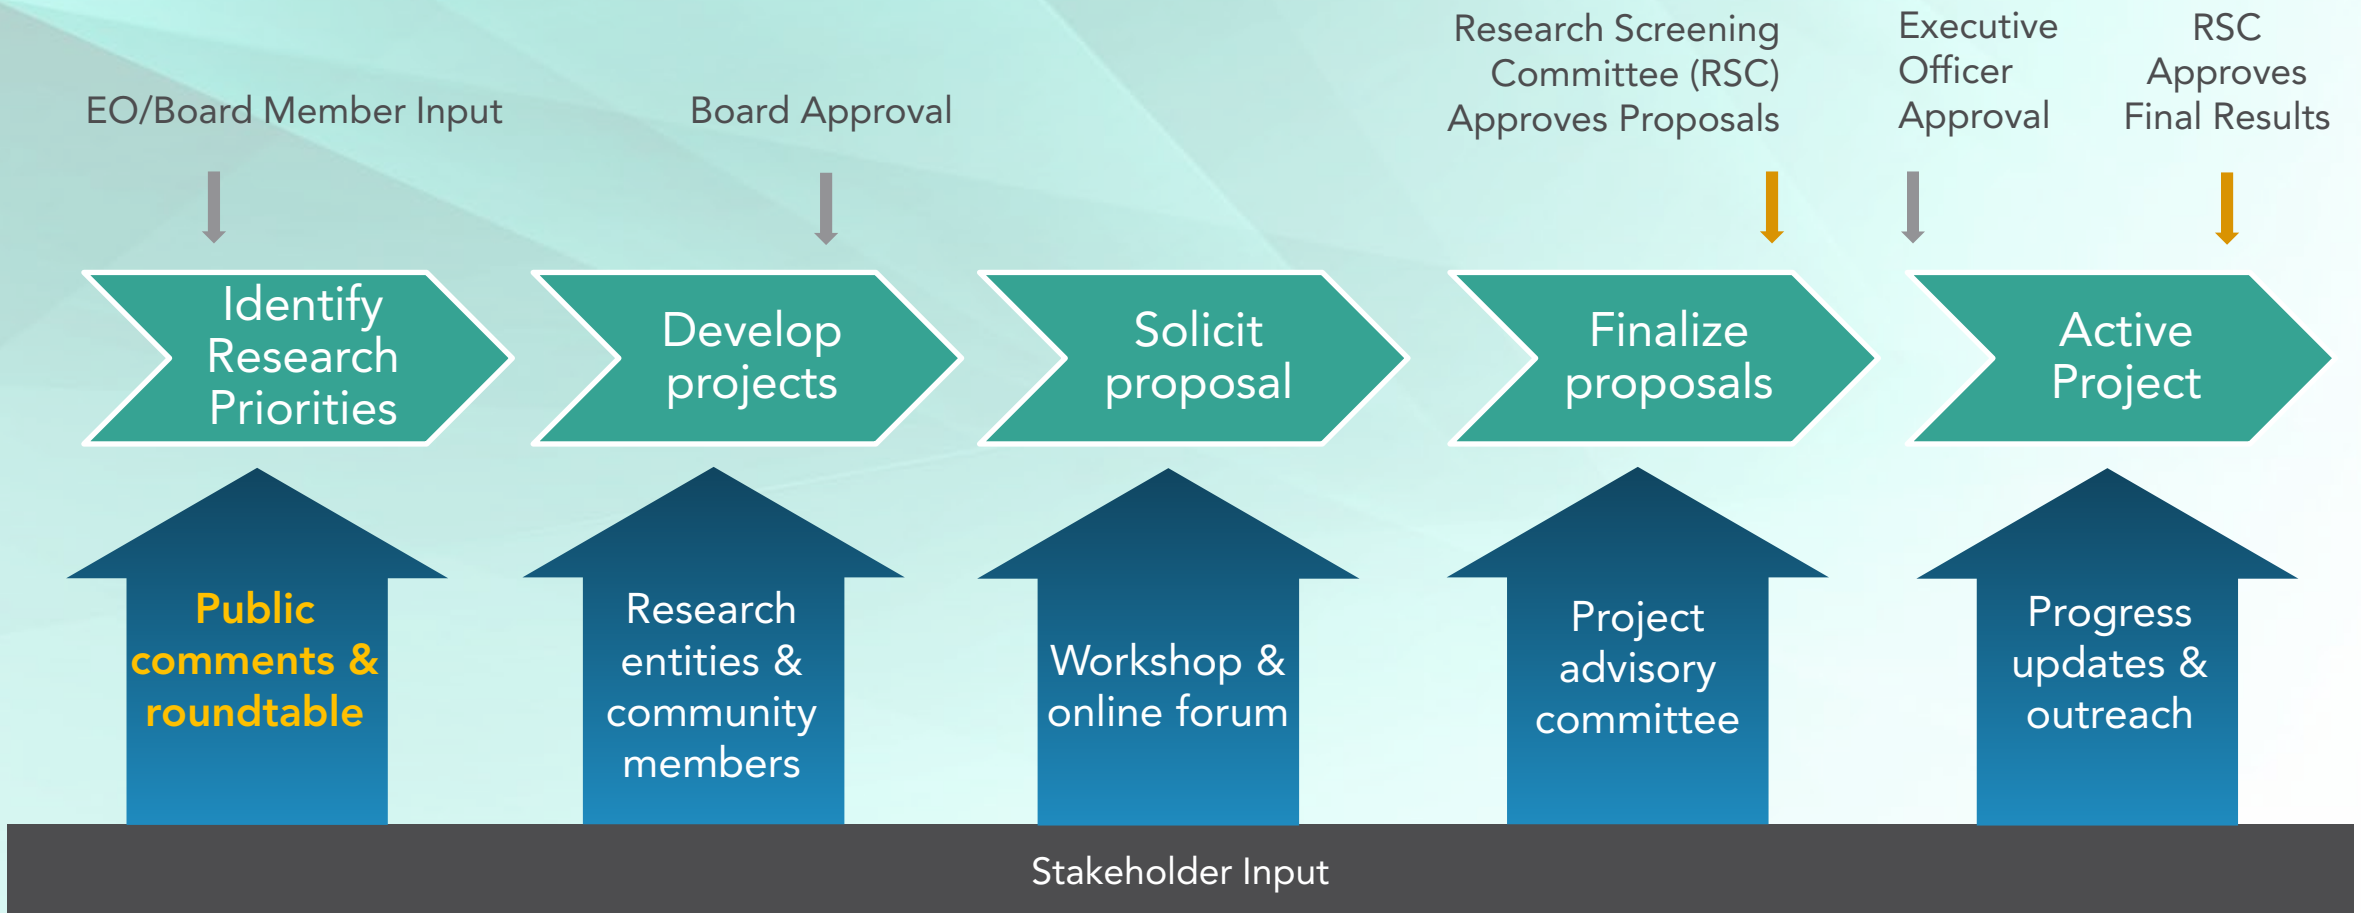 EO/Board Member Input
Board Approval
Research Screening
Committee (RSC)
Approves Proposals
Executive
Officer
Approval
RSC
Approves
Final Results
Identify
Research
Priorities
Develop
projects
Solicit
proposal
Finalize
proposals
Active
Project
Public
comments &
roundtable
Research
entities &
community
members
Workshop &
online forum
Project
advisory
committee
Progress
updates &
outreach
Stakeholder Input